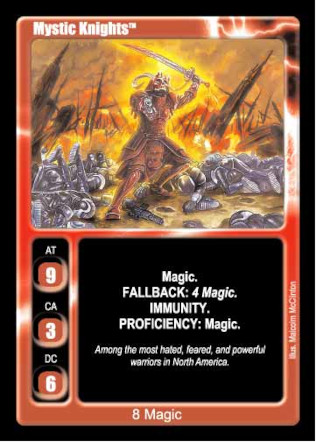 Mystic Knights™
AT
9
CA
3
DC
6
Magic.
FALLBACK: 4 Magic.
IMMUNITY.
PROFICIENCY: Magic.
Among the most hated, feared, and powerful
warriors in North America.
Illus. Malcolm McClinton
8 Magic